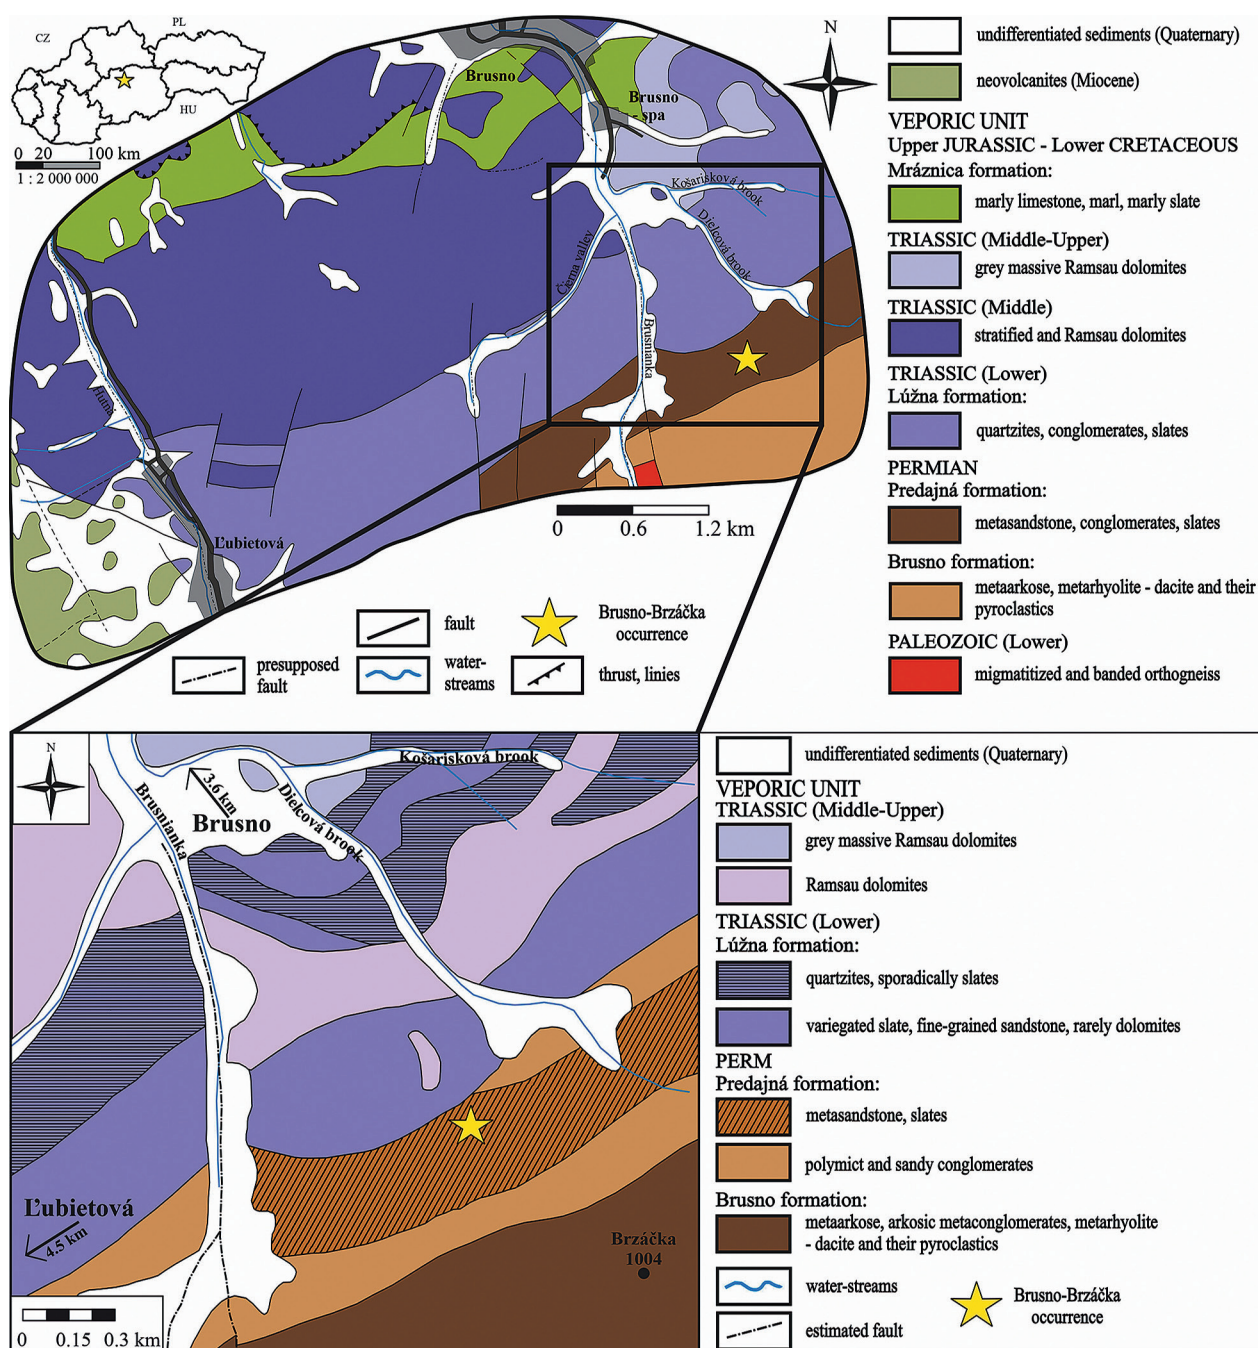 CZ
PL
HU
0 20 100 km
1 : 2 000 000
N
Brusno
Brusno
- spa
Košarisková
brook
Dielcová brook
Čierna valley
Brusnianka
Hutná
Ľubietová
0 0.6 1.2 km
fault
Brusno-Brzáčka
occurrence
presupposed
fault
water-
streams
thrust, linies
undifferentiated sediments (Quaternary)
neovolcanites (Miocene)
VEPORIC UNIT
Upper JURASSIC - Lower CRETACEOUS
Mráznica formation:
marly limestone, marl, marly slate
TRIASSIC (Middle-Upper)
grey massive Ramsau dolomites
TRIASSIC (Middle)
stratified and Ramsau dolomites
TRIASSIC (Lower)
Lúžna formation:
quartzites, conglomerates, slates
PERMIAN
Predajná formation:
metasandstone, conglomerates, slates
Brusno formation:
metaarkose, metarhyolite - dacite and their
pyroclastics
PALEOZOIC (Lower)
migmatitized and banded orthogneiss
N
Košarisková brook
3.6 km
Brusno
Dielcová brook
Brusnianka
Ľubietová
4.5 km
Brzáčka
1004
0 0.15 0.3 km
undifferentiated sediments (Quaternary)
VEPORIC UNIT
TRIASSIC (Middle-Upper)
grey massive Ramsau dolomites
Ramsau dolomites
TRIASSIC (Lower)
Lúžna formation:
quartzites, sporadically slates
variegated slate, fine-grained sandstone, rarely dolomites
PERM
Predajná formation:
metasandstone, slates
polymict and sandy conglomerates
Brusno formation:
metaarkose, arkosic metaconglomerates, metarhyolite
- dacite and their pyroclastics
water-streams
Brusno-Brzáčka
occurrence
estimated fault